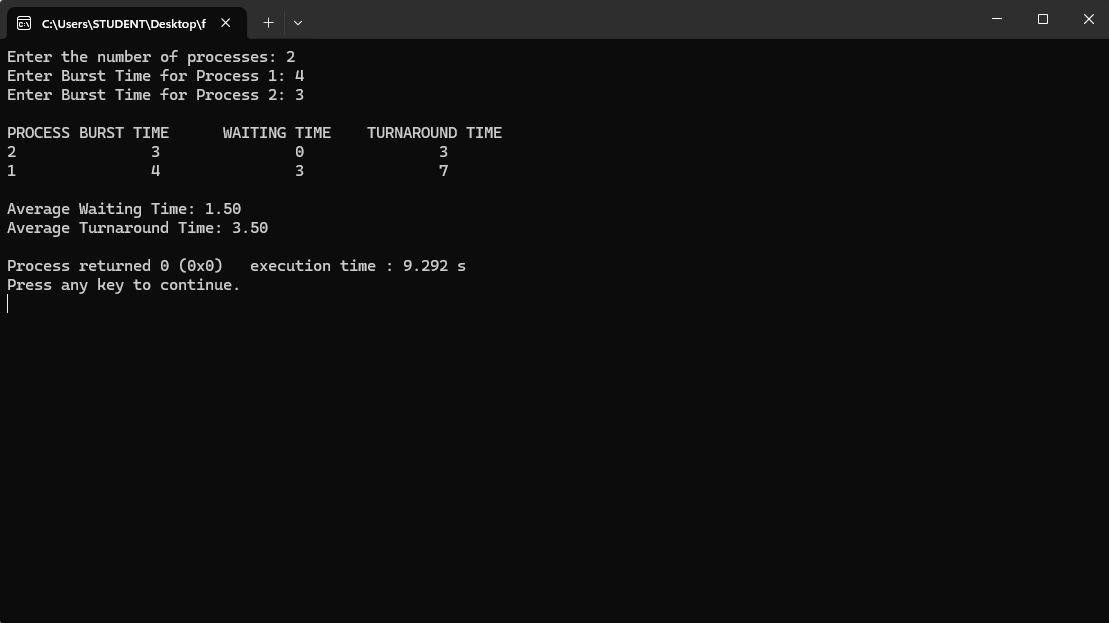 C:\Users\STUDENT\Desktop\f
Enter the number of processes: 2
Enter Burst Time for Process 1: 4
Enter Burst Time for Process 2: 3
PROCESS BURST TIME WAITING TIME TURNAROUND TIME
2 3 0 3
1 4 3 7
Average Waiting Time: 1.50
Average Turnaround Time: 3.50
Process returned 0 (0x0) execution time : 9.292 s
Press any key to continue.